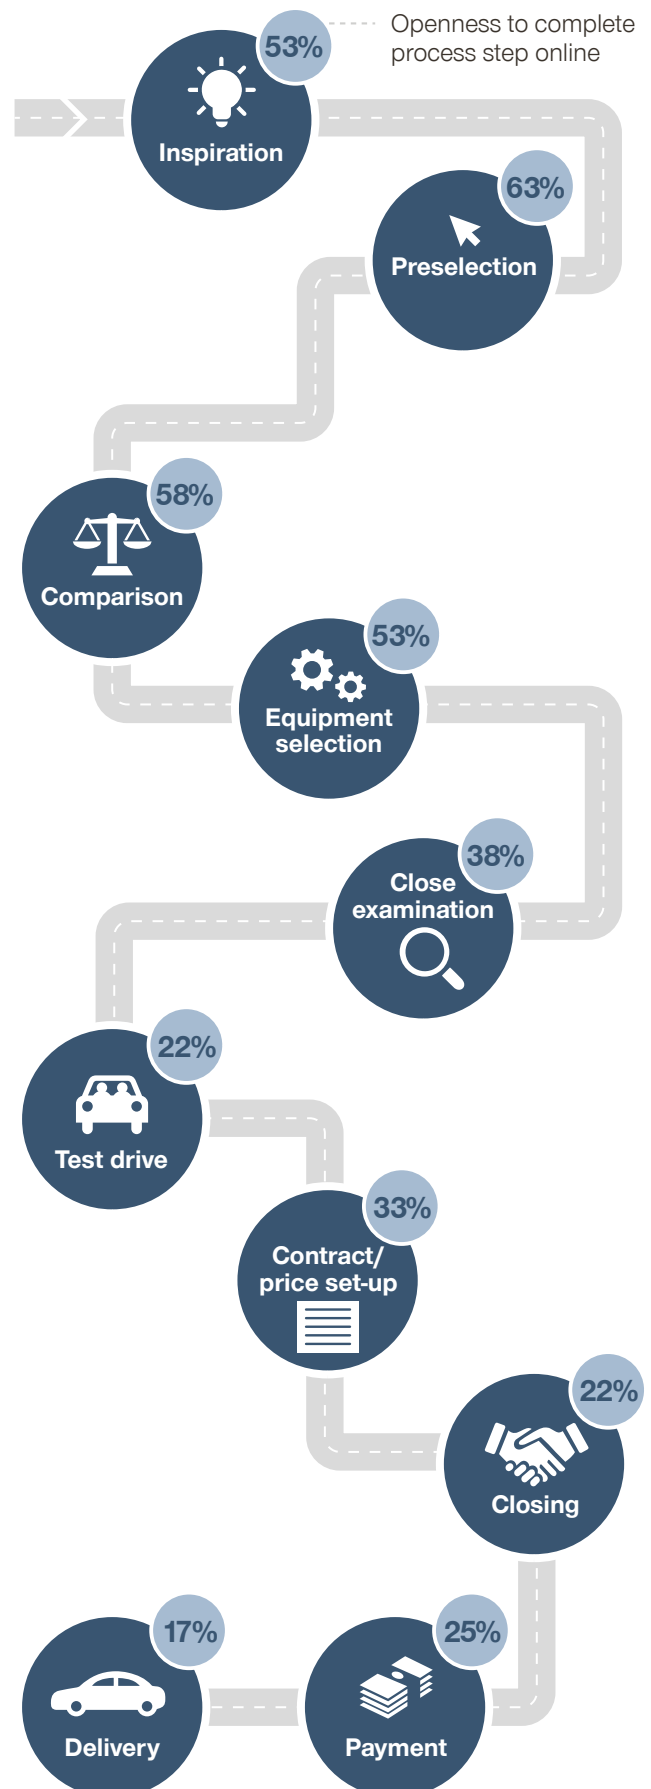 53%
Openness to complete
process step online
Inspiration
63%
Preselection
58%
Comparison
53%
Equipment
selection
38%
Close
examination
22%
Test drive
33%
Contract/
price set-up
22%
Closing
17%
Delivery
25%
Payment